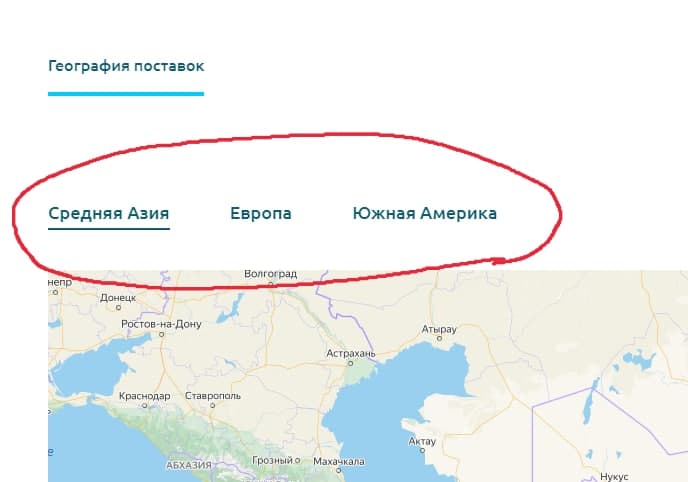 География поставок
Средняя Азия Европа Южная Америка
Волгоград
непр
Донецк
Ростов-на-Дону
Атырау
Астрахань
Краснодар Ставрополь
Актау
АБХАЗИЯ Грозный Махачкала
Нукус
е